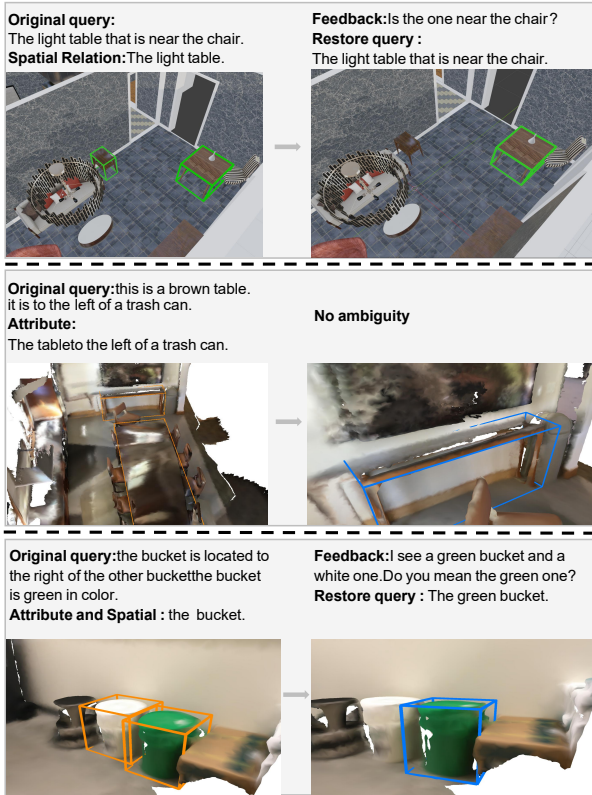 Original query:
The light table that is near the chair.
Spatial Relation:The light table.
Feedback:Is the one near the chair?
Restore query :
The light table that is near the chair.
Original query:this is a brown table.
it is to the left of a trash can.
Attribute:
The tableto the left of a trash can.
No ambiguity
Original query:the bucket is located to
the right of the other bucketthe bucket
is green in color.
Attribute and Spatial : the bucket.
Feedback:I see a green bucket and a
white one.Do you mean the green one?
Restore query : The green bucket.